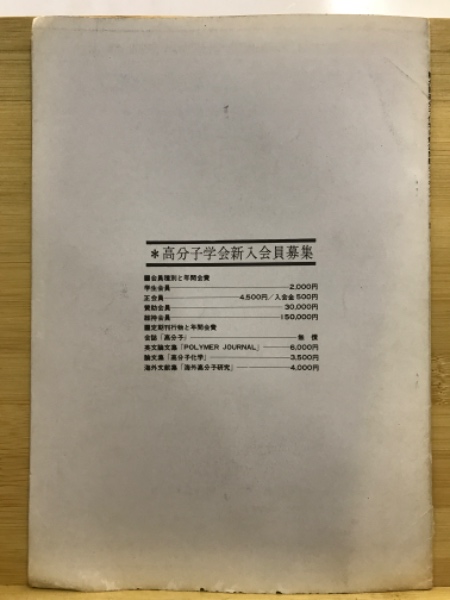 ＊高分子学会新入会員募集
■会員種別と年間会費
学生会員――2,000円
正会員――4,500円／入会金500円
賛助会員――30,000円
維持会員――150,000円
■定期刊行物と年間会費
会誌「高分子」――無償
英文論文集「POLYMER JOURNAL」――6,000円
論文集「高分子化学」――3,500円
海外文献集「海外高分子研究」――4,000円